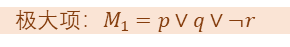 极大项：M₁ = p ∨ q ∨ ¬r